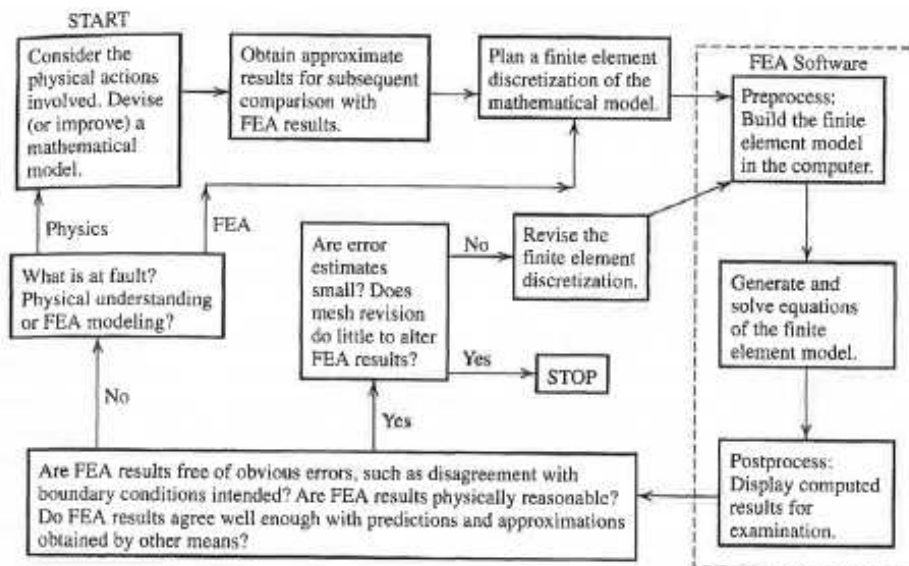 START
Consider the
physical actions
involved. Devise
(or improve) a
mathematical
model.
Obtain approximate
results for subsequent
comparison with
FEA results.
Plan a finite element
discretization of the
mathematical model.
FEA Software
Preprocess:
Build the finite
element model
in the computer.
Physics
FEA
What is at fault?
Physical understanding
or FEA modeling?
Are error
estimates
small? Does
mesh revision
do little to alter
FEA results?
No
Revise the
finite element
discretization.
Generate and
solve equations
of the finite
element model.
Yes
STOP
No
Yes
Are FEA results free of obvious errors, such as disagreement with
boundary conditions intended? Are FEA results physically reasonable?
Do FEA results agree well enough with predictions and approximations
obtained by other means?
Postprocess:
Display computed
results for
examination.